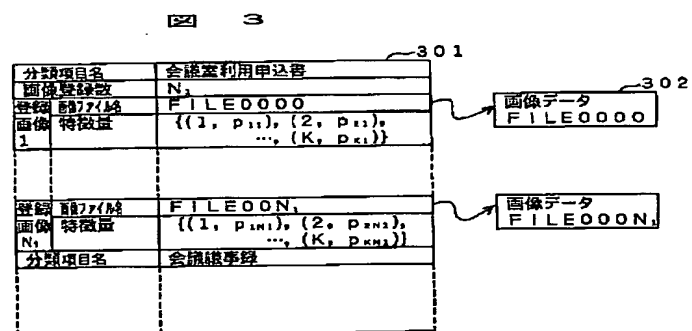 図 3
301
分類項目名 会議室利用申込書
画像登録数 N₁
登録画像1 画像ファイル名 FILE0000
特徴量 {(1, p₁₁), (2, p₂₁),
…, (K, pₖ₁)}
302
画像データ
FILE0000
登録画像N₁ 画像ファイル名 FILE00N₁
特徴量 {(1, p₁N₁), (2, p₂N₁),
…, (K, pKN₁)}
画像データ
FILE000N₁
分類項目名 会議議事録